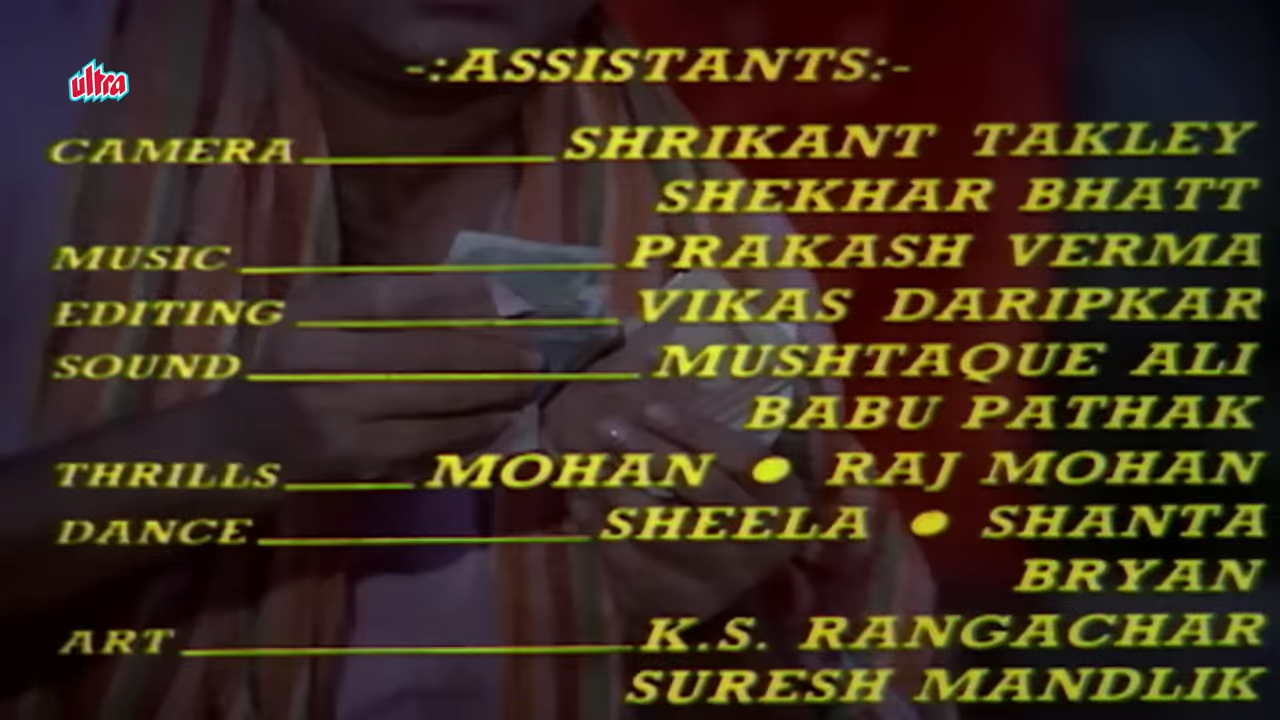 ultra
-:ASSISTANTS:-
CAMERA SHRIKANT TAKLEY
SHEKHAR BHATT
MUSIC PRAKASH VERMA
EDITING VIKAS DARIPKAR
SOUND MUSHTAQUE ALI
BABU PATHAK
THRILLS MOHAN • RAJ MOHAN
DANCE SHEELA • SHANTA
BRYAN
ART K.S. RANGACHAR
SURESH MANDLIK